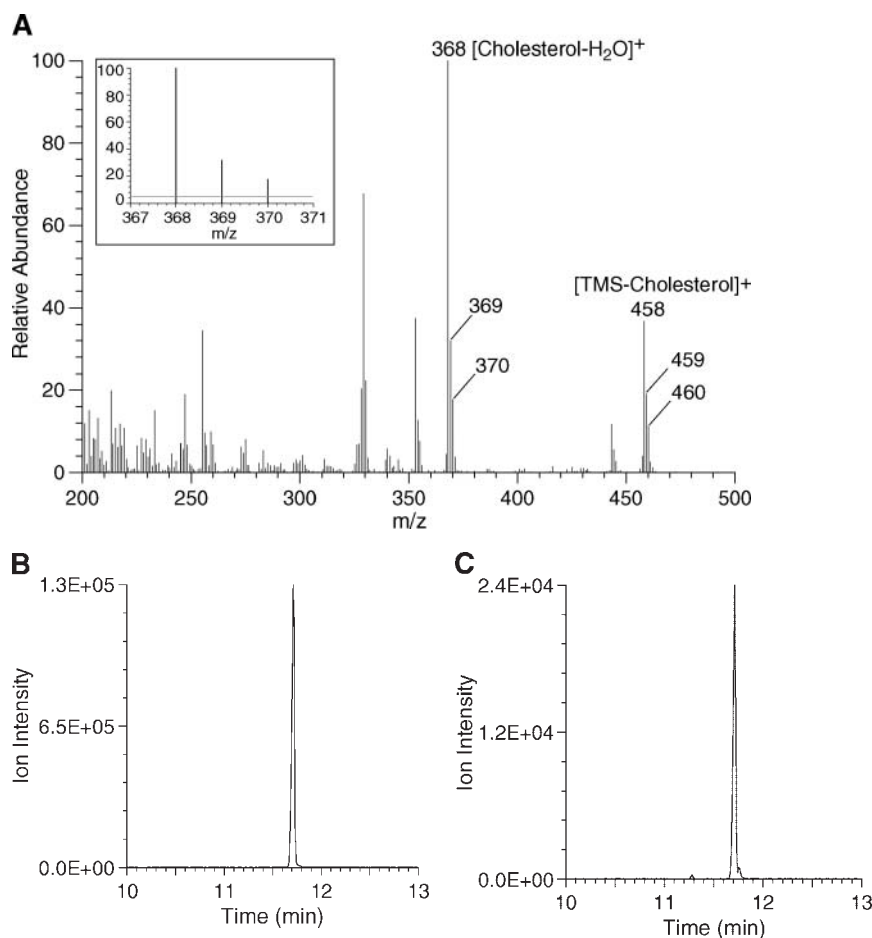 A
368 [Cholesterol-H₂O]⁺
100
80
60
40
20
0
Relative Abundance
100
80
60
40
20
0
367 368 369 370 371
m/z
369
370
[TMS-Cholesterol]+
458
459
460
200 250 300 350 400 450 500
m/z
B
1.3E+05
6.5E+05
0.0E+00
Ion Intensity
10 11 12 13
Time (min)
C
2.4E+04
1.2E+04
0.0E+00
Ion Intensity
10 11 12 13
Time (min)